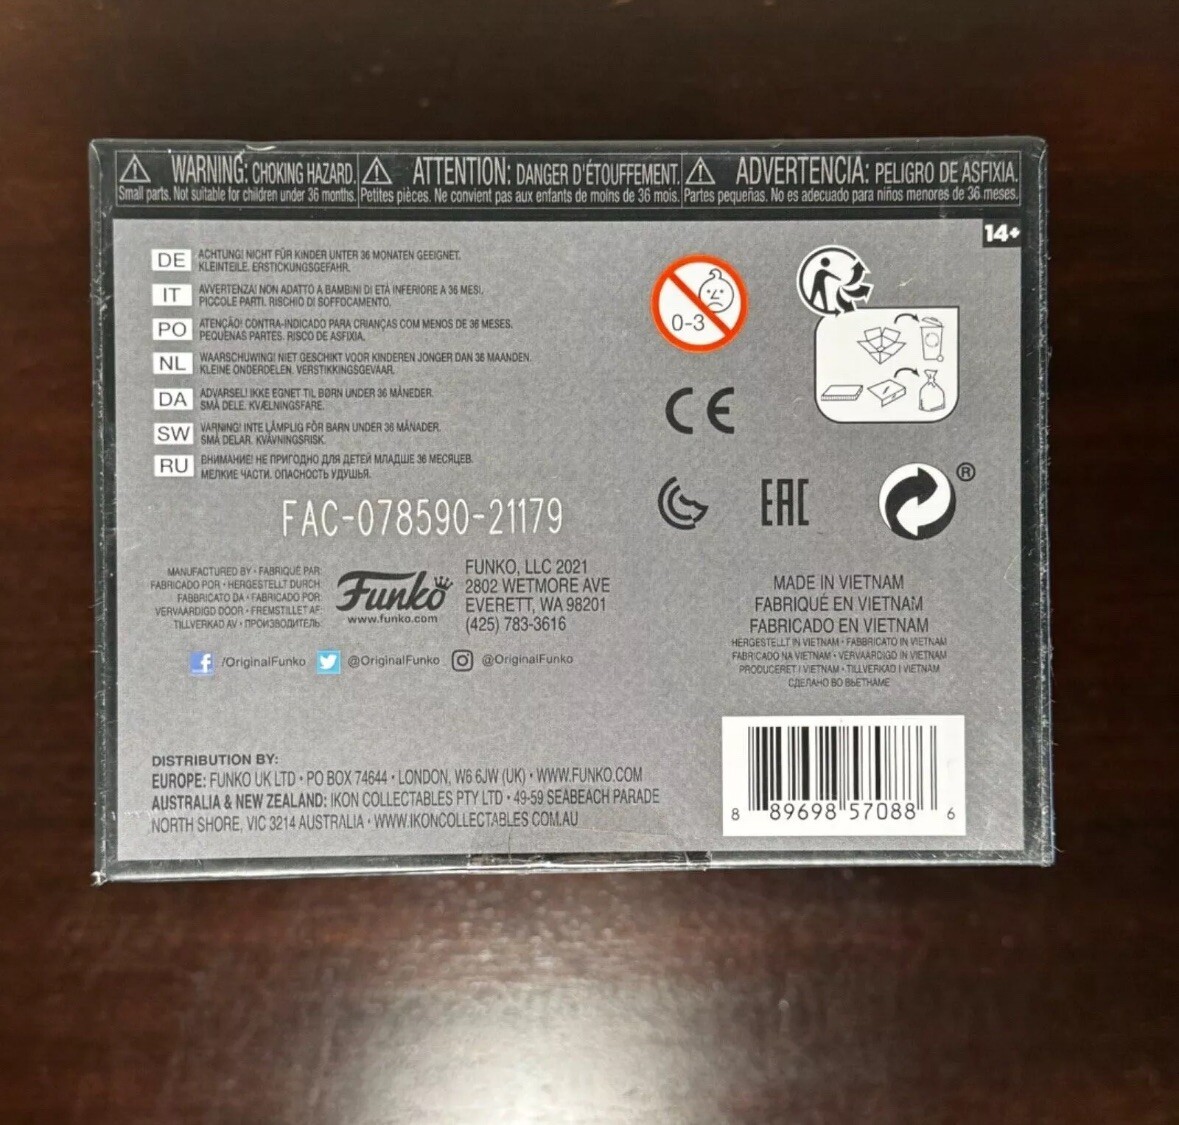 WARNING: CHOKING HAZARD.
Small parts. Not suitable for children under 36 months.
ATTENTION: DANGER D'ÉTOUFFEMENT.
Petites pièces. Ne convient pas aux enfants de moins de 36 mois.
ADVERTENCIA: PELIGRO DE ASFIXIA.
Partes pequeñas. No es adecuado para niños menores de 36 meses.
14+
DE ACHTUNG! NICHT FÜR KINDER UNTER 36 MONATEN GEEIGNET.
KLEINTEILE. ERSTICKUNGSGEFAHR.
IT AVVERTENZA! NON ADATTO A BAMBINI DI ETÀ INFERIORE A 36 MESI.
PICCOLE PARTI. RISCHIO DI SOFFOCAMENTO.
PO ATENÇÃO! CONTRA-INDICADO PARA CRIANÇAS COM MENOS DE 36 MESES.
PEQUENAS PARTES. RISCO DE ASFIXIA.
NL WAARSCHUWING! NIET GESCHIKT VOOR KINDEREN JONGER DAN 36 MAANDEN.
KLEINE ONDERDELEN. VERSTIKKINGSGEVAAR.
DA ADVARSEL! IKKE EGNET TIL BØRN UNDER 36 MÅNEDER.
SMÅ DELE. KVÆLNINGSFARE.
SW VARNING! INTE LÄMPLIG FÖR BARN UNDER 36 MÅNADER.
SMÅ DELAR. KVÄVNINGSRISK.
RU ВНИМАНИЕ! НЕ ПРИГОДНО ДЛЯ ДЕТЕЙ МЛАДШЕ 36 МЕСЯЦЕВ.
МЕЛКИЕ ЧАСТИ. ОПАСНОСТЬ УДУШЬЯ.
0-3
CE
EAC
®
FAC-078590-21179
MANUFACTURED BY • FABRIQUÉ PAR:
FABRICADO POR • HERGESTELLT DURCH:
FABBRICATO DA • FABRICADO POR:
VERVAARDIGD DOOR • FREMSTILLET AF:
TILLVERKAD AV • ПРОИЗВОДИТЕЛЬ:
Funko
www.funko.com
FUNKO, LLC 2021
2802 WETMORE AVE
EVERETT, WA 98201
(425) 783-3616
/OriginalFunko @OriginalFunko @OriginalFunko
MADE IN VIETNAM
FABRIQUÉ EN VIETNAM
FABRICADO EN VIETNAM
HERGESTELLT IN VIETNAM • FABBRICATO IN VIETNAM
FABRICADO NA VIETNAM • VERVAARDIGD IN VIETNAM
PRODUCERET I VIETNAM • TILLVERKAD I VIETNAM
СДЕЛАНО ВО ВЬЕТНАМЕ
DISTRIBUTION BY:
EUROPE: FUNKO UK LTD • PO BOX 74644 • LONDON, W6 6JW (UK) • WWW.FUNKO.COM
AUSTRALIA & NEW ZEALAND: IKON COLLECTABLES PTY LTD • 49-59 SEABEACH PARADE
NORTH SHORE, VIC 3214 AUSTRALIA • WWW.IKONCOLLECTABLES.COM.AU
8 89698 57088 6